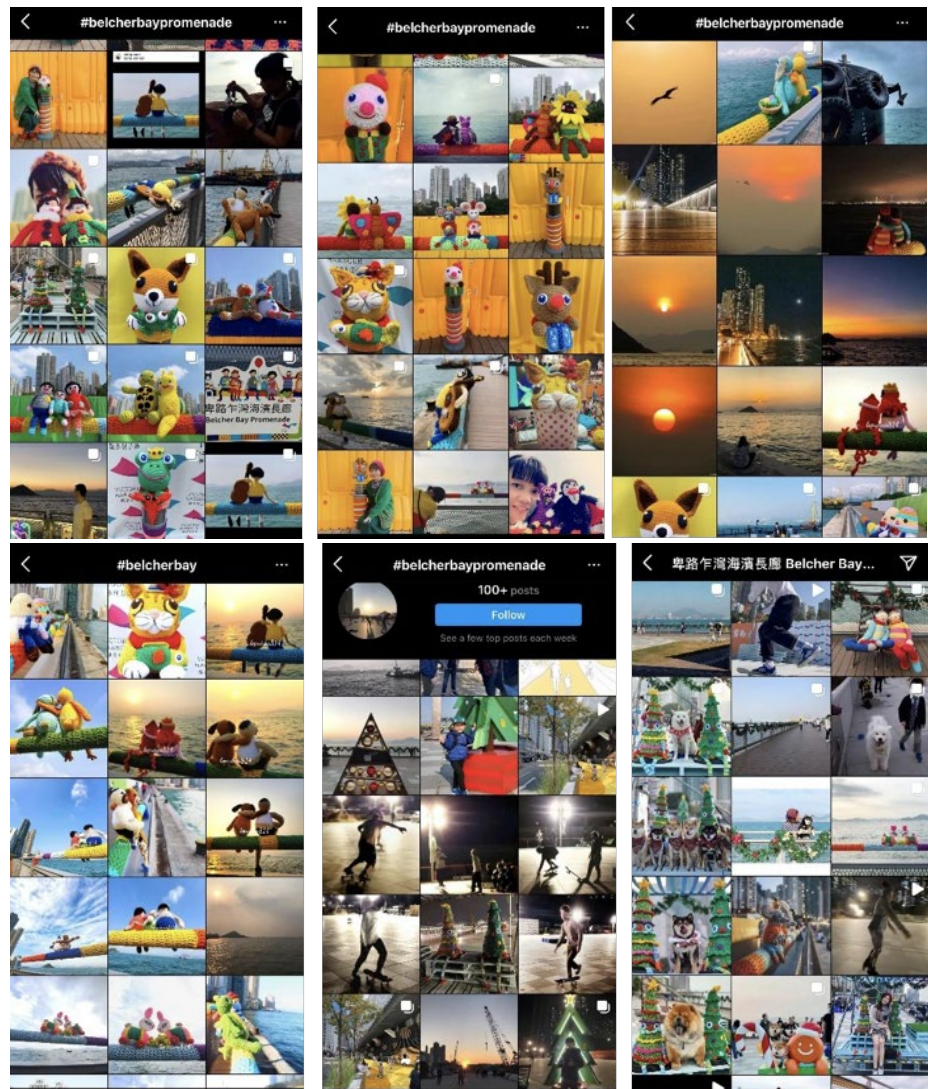 #belcherbaypromenade
#belcherbaypromenade
#belcherbaypromenade
卑路乍灣海濱長廊
Belcher Bay Promenade
#belcherbay
#belcherbaypromenade
100+ posts
Follow
See a few top posts each week
卑路乍灣海濱長廊 Belcher Bay...